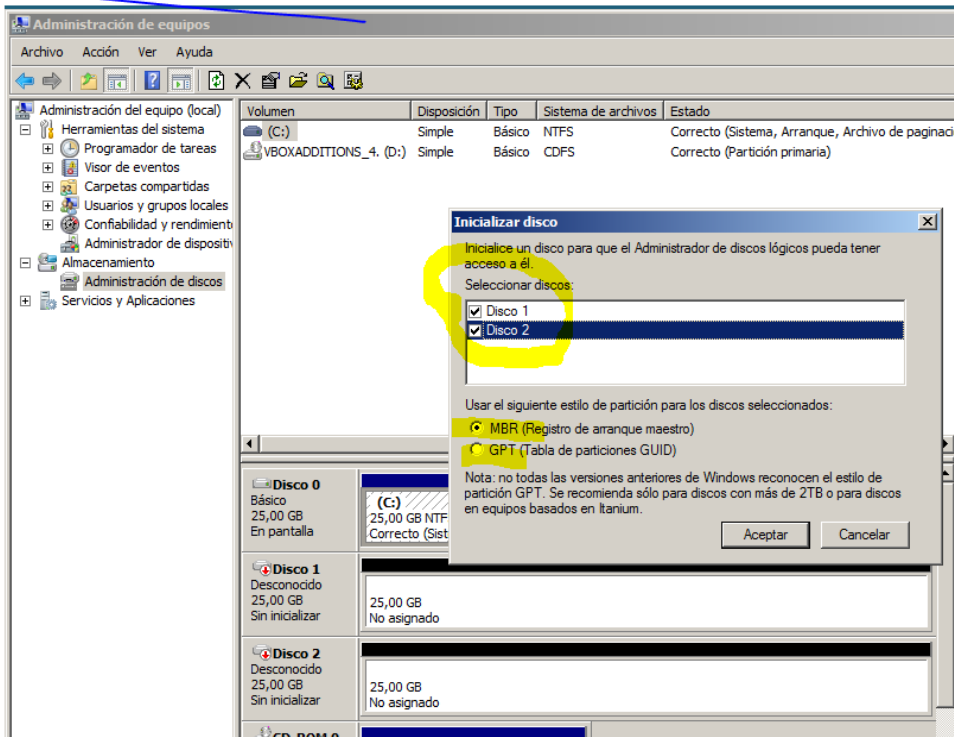 Administración de equipos
Archivo Acción Ver Ayuda
Administración del equipo (local)
Herramientas del sistema
Programador de tareas
Visor de eventos
Carpetas compartidas
Usuarios y grupos locales
Confiabilidad y rendimient
Administrador de dispositiv
Almacenamiento
Administración de discos
Servicios y Aplicaciones
Volumen Disposición Tipo Sistema de archivos Estado
(C:) Simple Básico NTFS Correcto (Sistema, Arranque, Archivo de paginaci
VBOXADDITIONS_4. (D:) Simple Básico CDFS Correcto (Partición primaria)
Inicializar disco
Inicialice un disco para que el Administrador de discos lógicos pueda tener
acceso a él.
Seleccionar discos:
Disco 1
Disco 2
Usar el siguiente estilo de partición para los discos seleccionados:
MBR (Registro de arranque maestro)
GPT (Tabla de particiones GUID)
Nota: no todas las versiones anteriores de Windows reconocen el estilo de
partición GPT. Se recomienda sólo para discos con más de 2TB o para discos
en equipos basados en Itanium.
Aceptar Cancelar
Disco 0
Básico
25,00 GB
En pantalla
(C:)
25,00 GB NTF
Correcto (Sist
Disco 1
Desconocido
25,00 GB
Sin inicializar
25,00 GB
No asignado
Disco 2
Desconocido
25,00 GB
Sin inicializar
25,00 GB
No asignado
CD-ROM 0